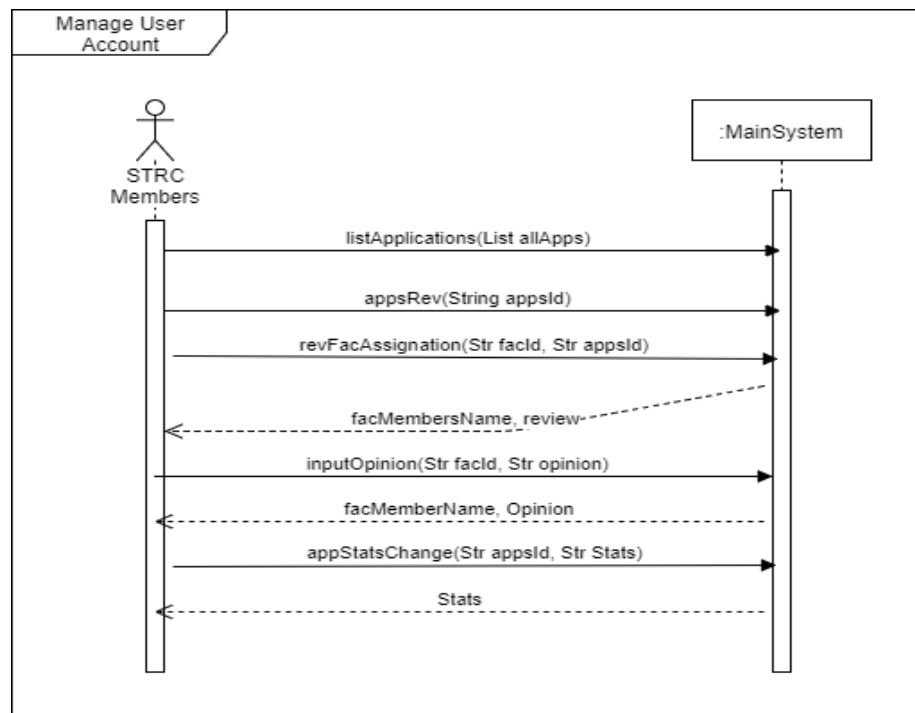 Manage User
Account
:MainSystem
STRC
Members
listApplications(List allApps)
appsRev(String appsId)
revFacAssignation(Str facId, Str appsId)
facMembersName, review
inputOpinion(Str facId, Str opinion)
facMemberName, Opinion
appStatsChange(Str appsId, Str Stats)
Stats